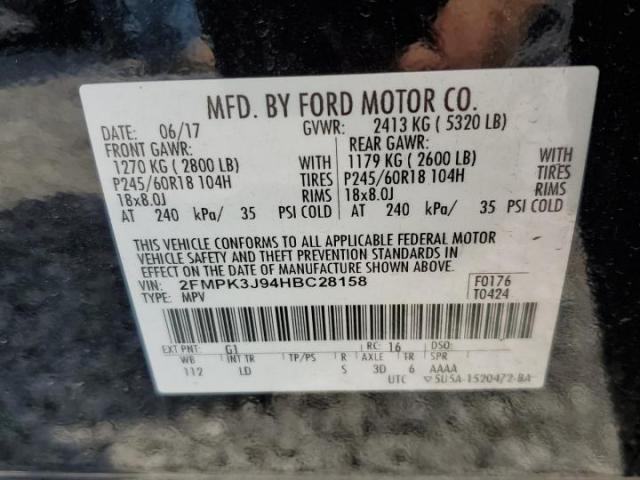 MFD. BY FORD MOTOR CO.
DATE: 06/17 GVWR: 2413 KG ( 5320 LB)
FRONT GAWR: REAR GAWR:
1270 KG ( 2800 LB) WITH 1179 KG ( 2600 LB) WITH
P245/60R18 104H TIRES P245/60R18 104H TIRES
18x8.0J RIMS 18x8.0J RIMS
AT 240 kPa/ 35 PSI COLD AT 240 kPa/ 35 PSI COLD
THIS VEHICLE CONFORMS TO ALL APPLICABLE FEDERAL MOTOR
VEHICLE SAFETY AND THEFT PREVENTION STANDARDS IN
EFFECT ON THE DATE OF MANUFACTURE SHOWN ABOVE.
VIN: 2FMPK3J94HBC28158 F0176
TYPE: MPV T0424
EXT PNT: G1 RC: 16 DSO:
WB INT TR TP/PS R AXLE FR SPR
112 LD S 3D 6 AAAA
UTC ▽5U5A-1520472-BA